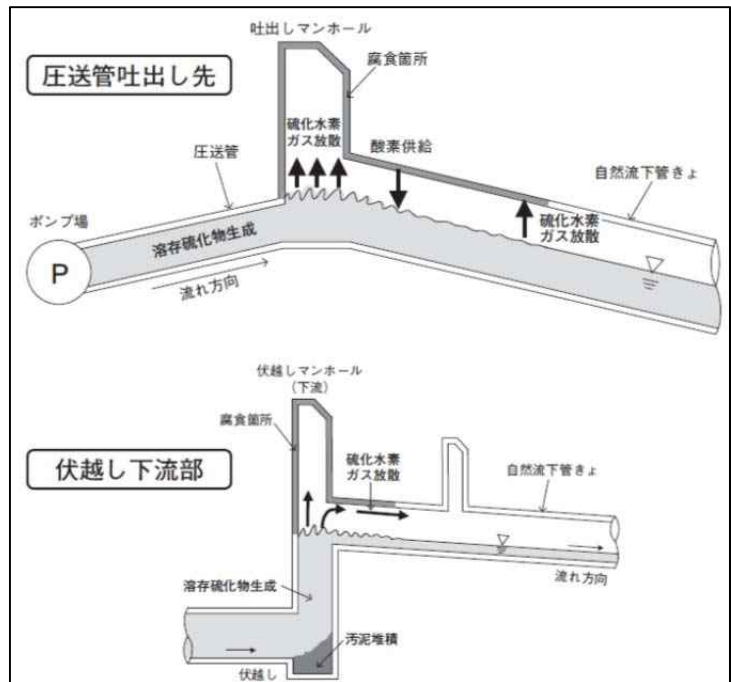 吐出しマンホール
圧送管吐出し先
腐食箇所
硫化水素
ガス放散
酸素供給
圧送管
自然流下管きょ
ポンプ場
溶存硫化物生成
硫化水素
ガス放散
P
流れ方向
伏越しマンホール
(下流)
腐食箇所
硫化水素
ガス放散
伏越し下流部
自然流下管きょ
溶存硫化物生成
流れ方向
汚泥堆積
伏越し